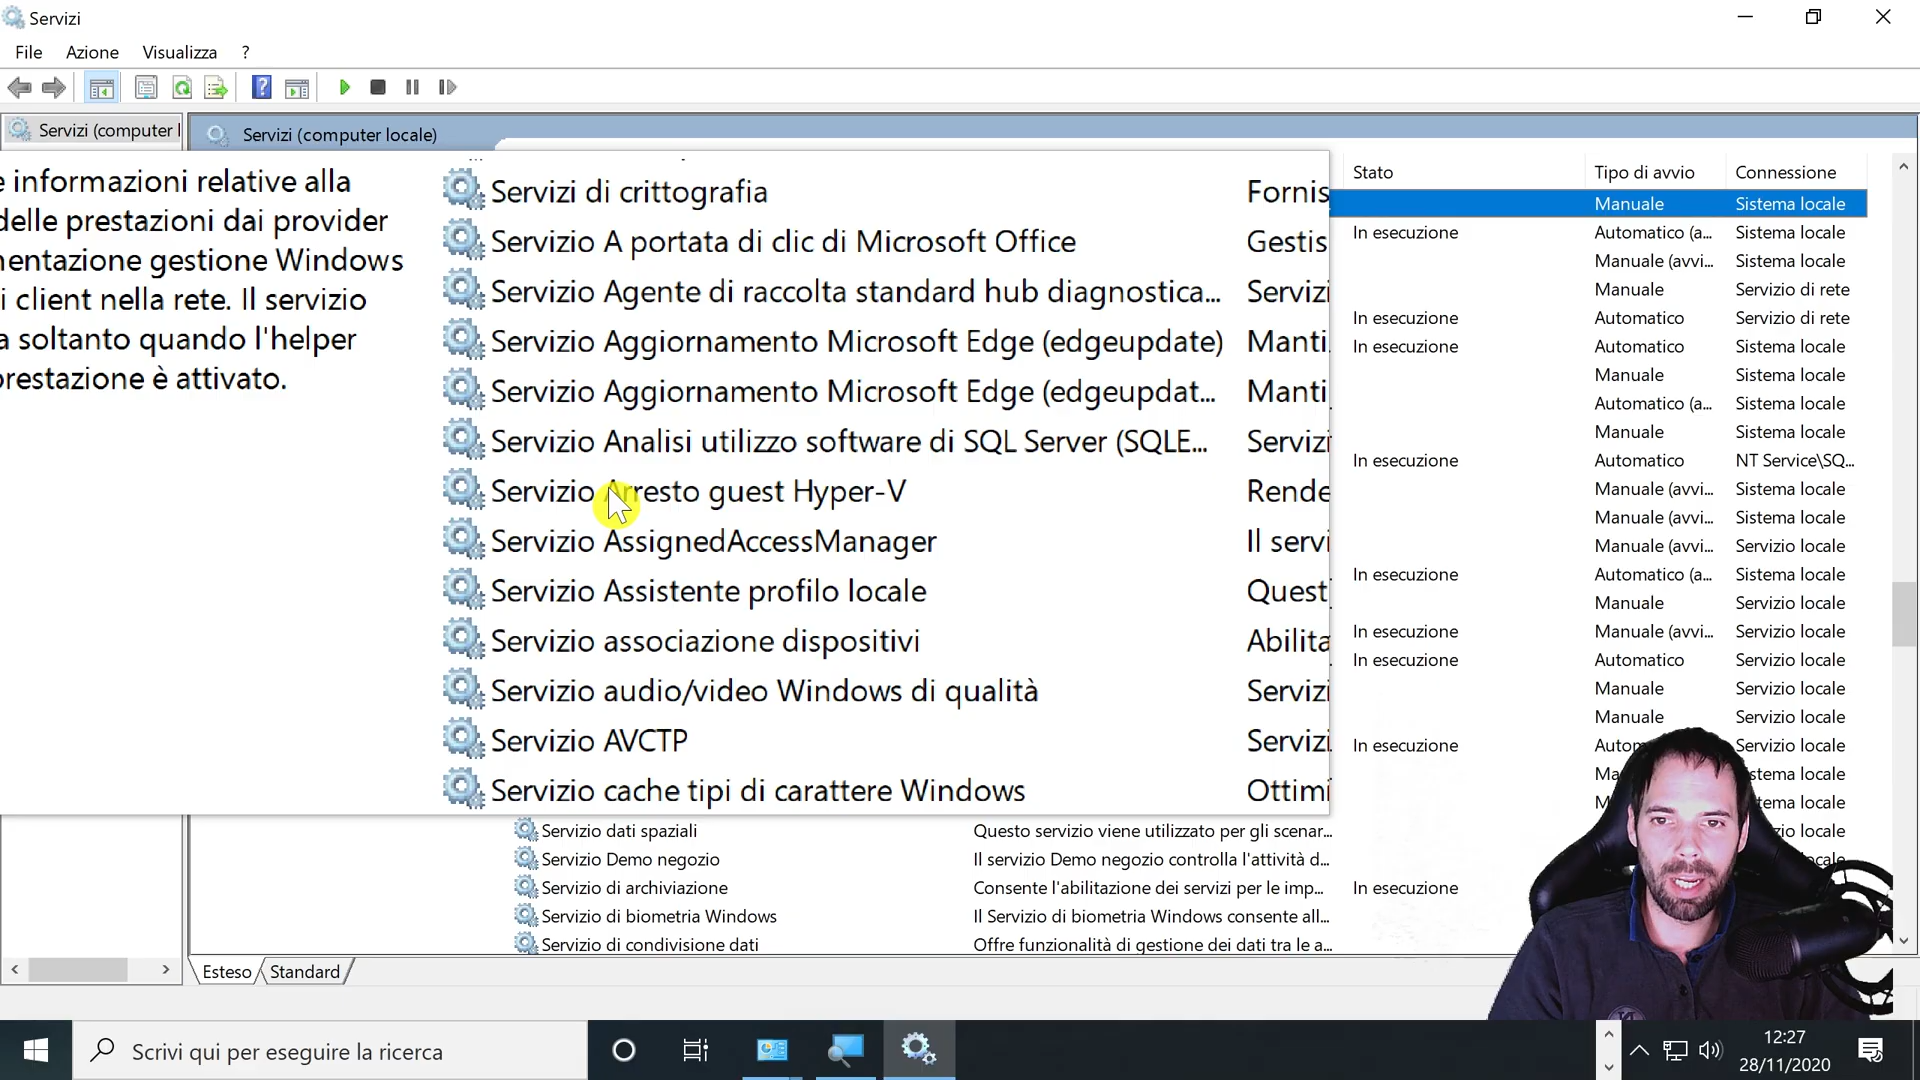 Servizi
File Azione Visualizza ?
Servizi (computer l
Servizi (computer locale)
e informazioni relative alla
delle prestazioni dai provider
nentazione gestione Windows
i client nella rete. Il servizio
a soltanto quando l'helper
prestazione è attivato.
Servizi di crittografia Fornis
Servizio A portata di clic di Microsoft Office Gestis
Servizio Agente di raccolta standard hub diagnostica... Servizi
Servizio Aggiornamento Microsoft Edge (edgeupdate) Manti
Servizio Aggiornamento Microsoft Edge (edgeupdat... Manti
Servizio Analisi utilizzo software di SQL Server (SQLE... Servizi
Servizio Arresto guest Hyper-V Rende
Servizio AssignedAccessManager Il servi
Servizio Assistente profilo locale Quest
Servizio associazione dispositivi Abilita
Servizio audio/video Windows di qualità Servizi
Servizio AVCTP Servizi
Servizio cache tipi di carattere Windows Ottimi
Stato Tipo di avvio Connessione
Manuale Sistema locale
In esecuzione Automatico (a... Sistema locale
Manuale (avvi... Sistema locale
Manuale Servizio di rete
In esecuzione Automatico Servizio di rete
In esecuzione Automatico Sistema locale
Manuale Sistema locale
Automatico (a... Sistema locale
Manuale Sistema locale
In esecuzione Automatico NT Service\SQ...
Manuale (avvi... Sistema locale
Manuale (avvi... Sistema locale
Manuale (avvi... Servizio locale
In esecuzione Automatico (a... Sistema locale
Manuale Servizio locale
In esecuzione Manuale (avvi... Servizio locale
In esecuzione Automatico Servizio locale
Manuale Servizio locale
Manuale Servizio locale
In esecuzione Autom Servizio locale
Ma stema locale
M tema locale
Servizio dati spaziali Questo servizio viene utilizzato per gli scenar... zio locale
Servizio Demo negozio Il servizio Demo negozio controlla l'attività d... ocale
Servizio di archiviazione Consente l'abilitazione dei servizi per le imp... In esecuzione
Servizio di biometria Windows Il Servizio di biometria Windows consente all...
Servizio di condivisione dati Offre funzionalità di gestione dei dati tra le a...
Esteso Standard
Scrivi qui per eseguire la ricerca
12:27
28/11/2020